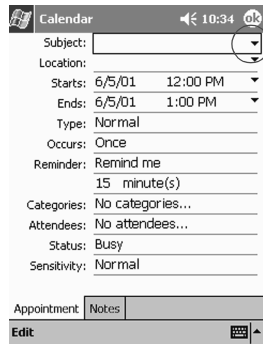 Calendar 10:34 ok
Subject:
Location:
Starts: 6/5/01 12:00 PM
Ends: 6/5/01 1:00 PM
Type: Normal
Occurs: Once
Reminder: Remind me
15 minute(s)
Categories: No categories...
Attendees: No attendees...
Status: Busy
Sensitivity: Normal
Appointment Notes
Edit